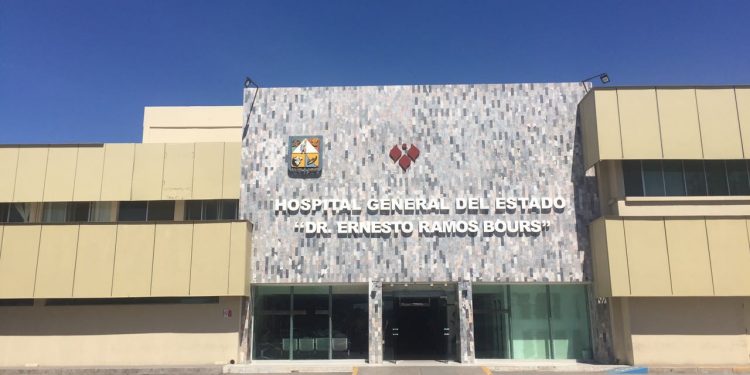 HOSPITAL GENERAL DEL ESTADO
“DR. ERNESTO RAMOS BOURS”